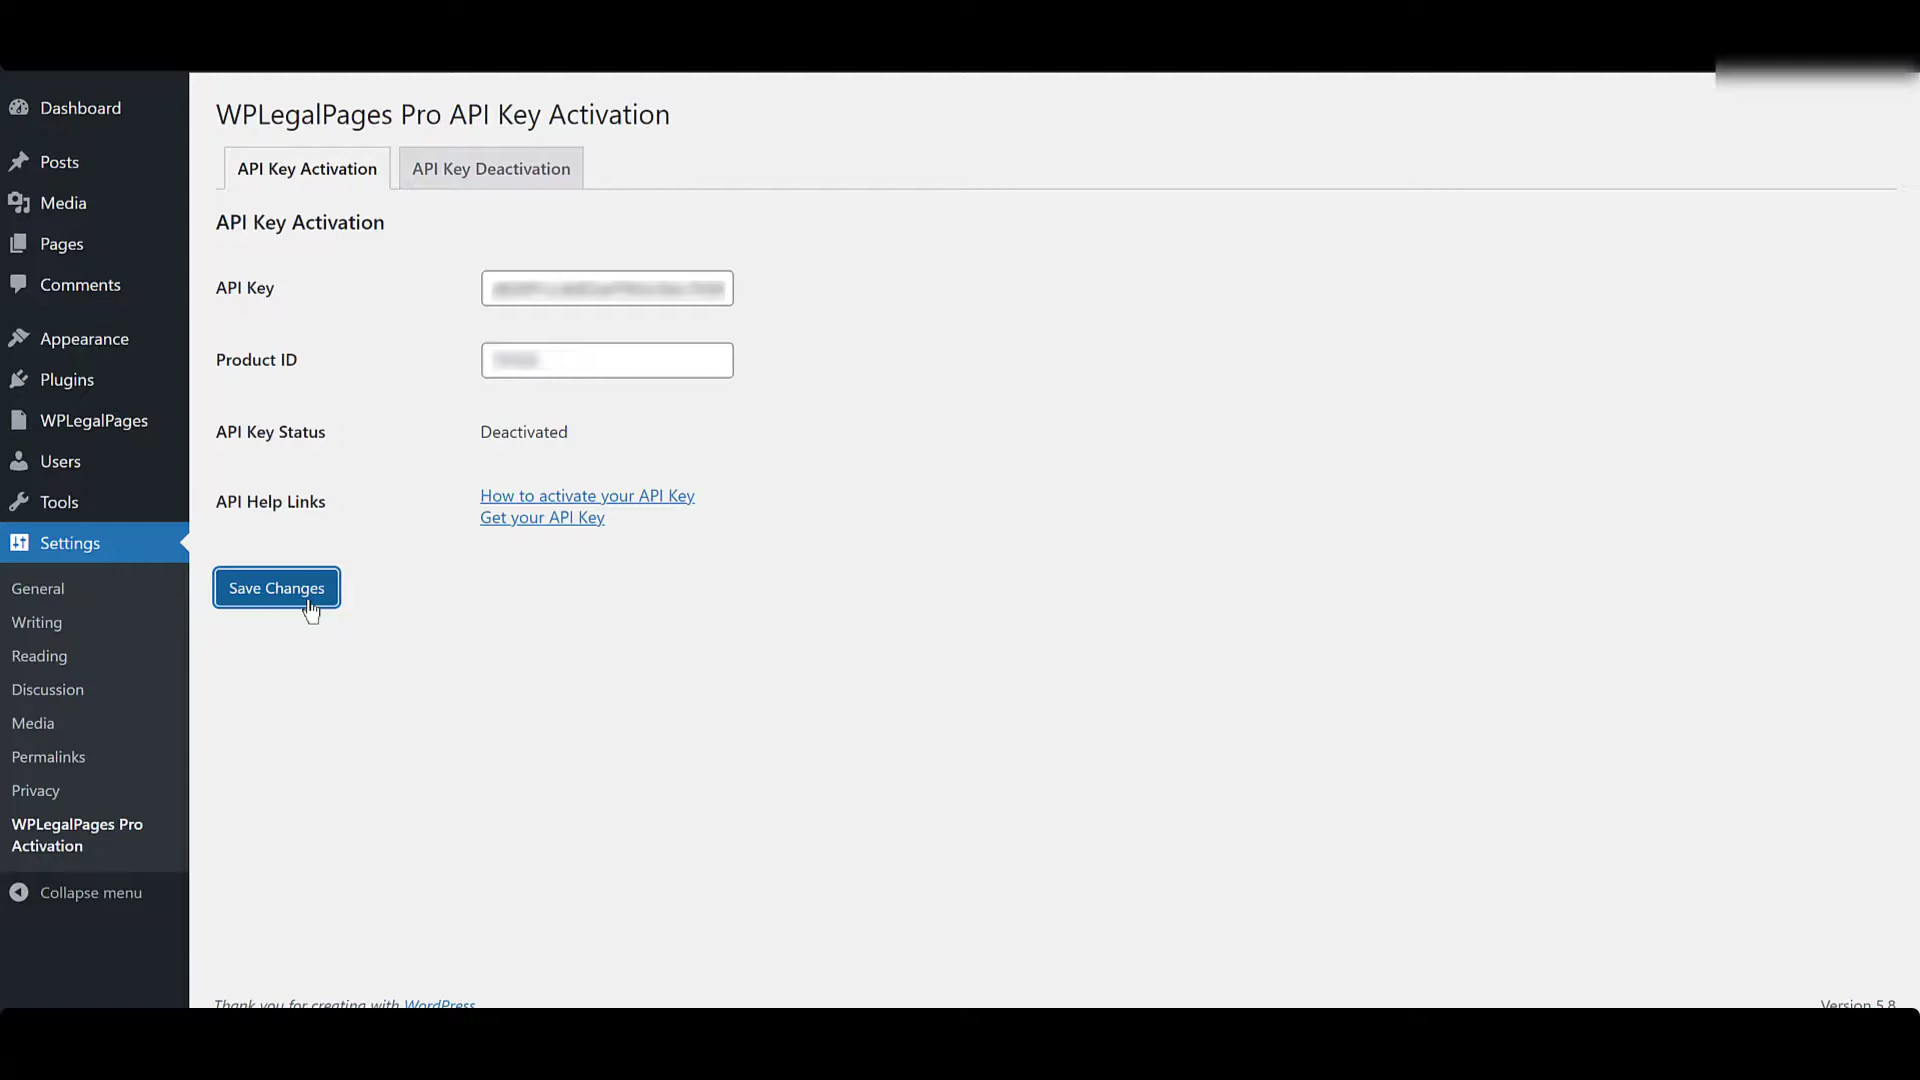 Dashboard
Posts
Media
Pages
Comments
Appearance
Plugins
WPLegalPages
Users
Tools
Settings
General
Writing
Reading
Discussion
Media
Permalinks
Privacy
WPLegalPages Pro
Activation
Collapse menu
WPLegalPages Pro API Key Activation
API Key Activation
API Key Deactivation
API Key Activation
API Key
Product ID
API Key Status
Deactivated
API Help Links
How to activate your API Key
Get your API Key
Save Changes
Thank you for creating with WordPress
Version 5.8